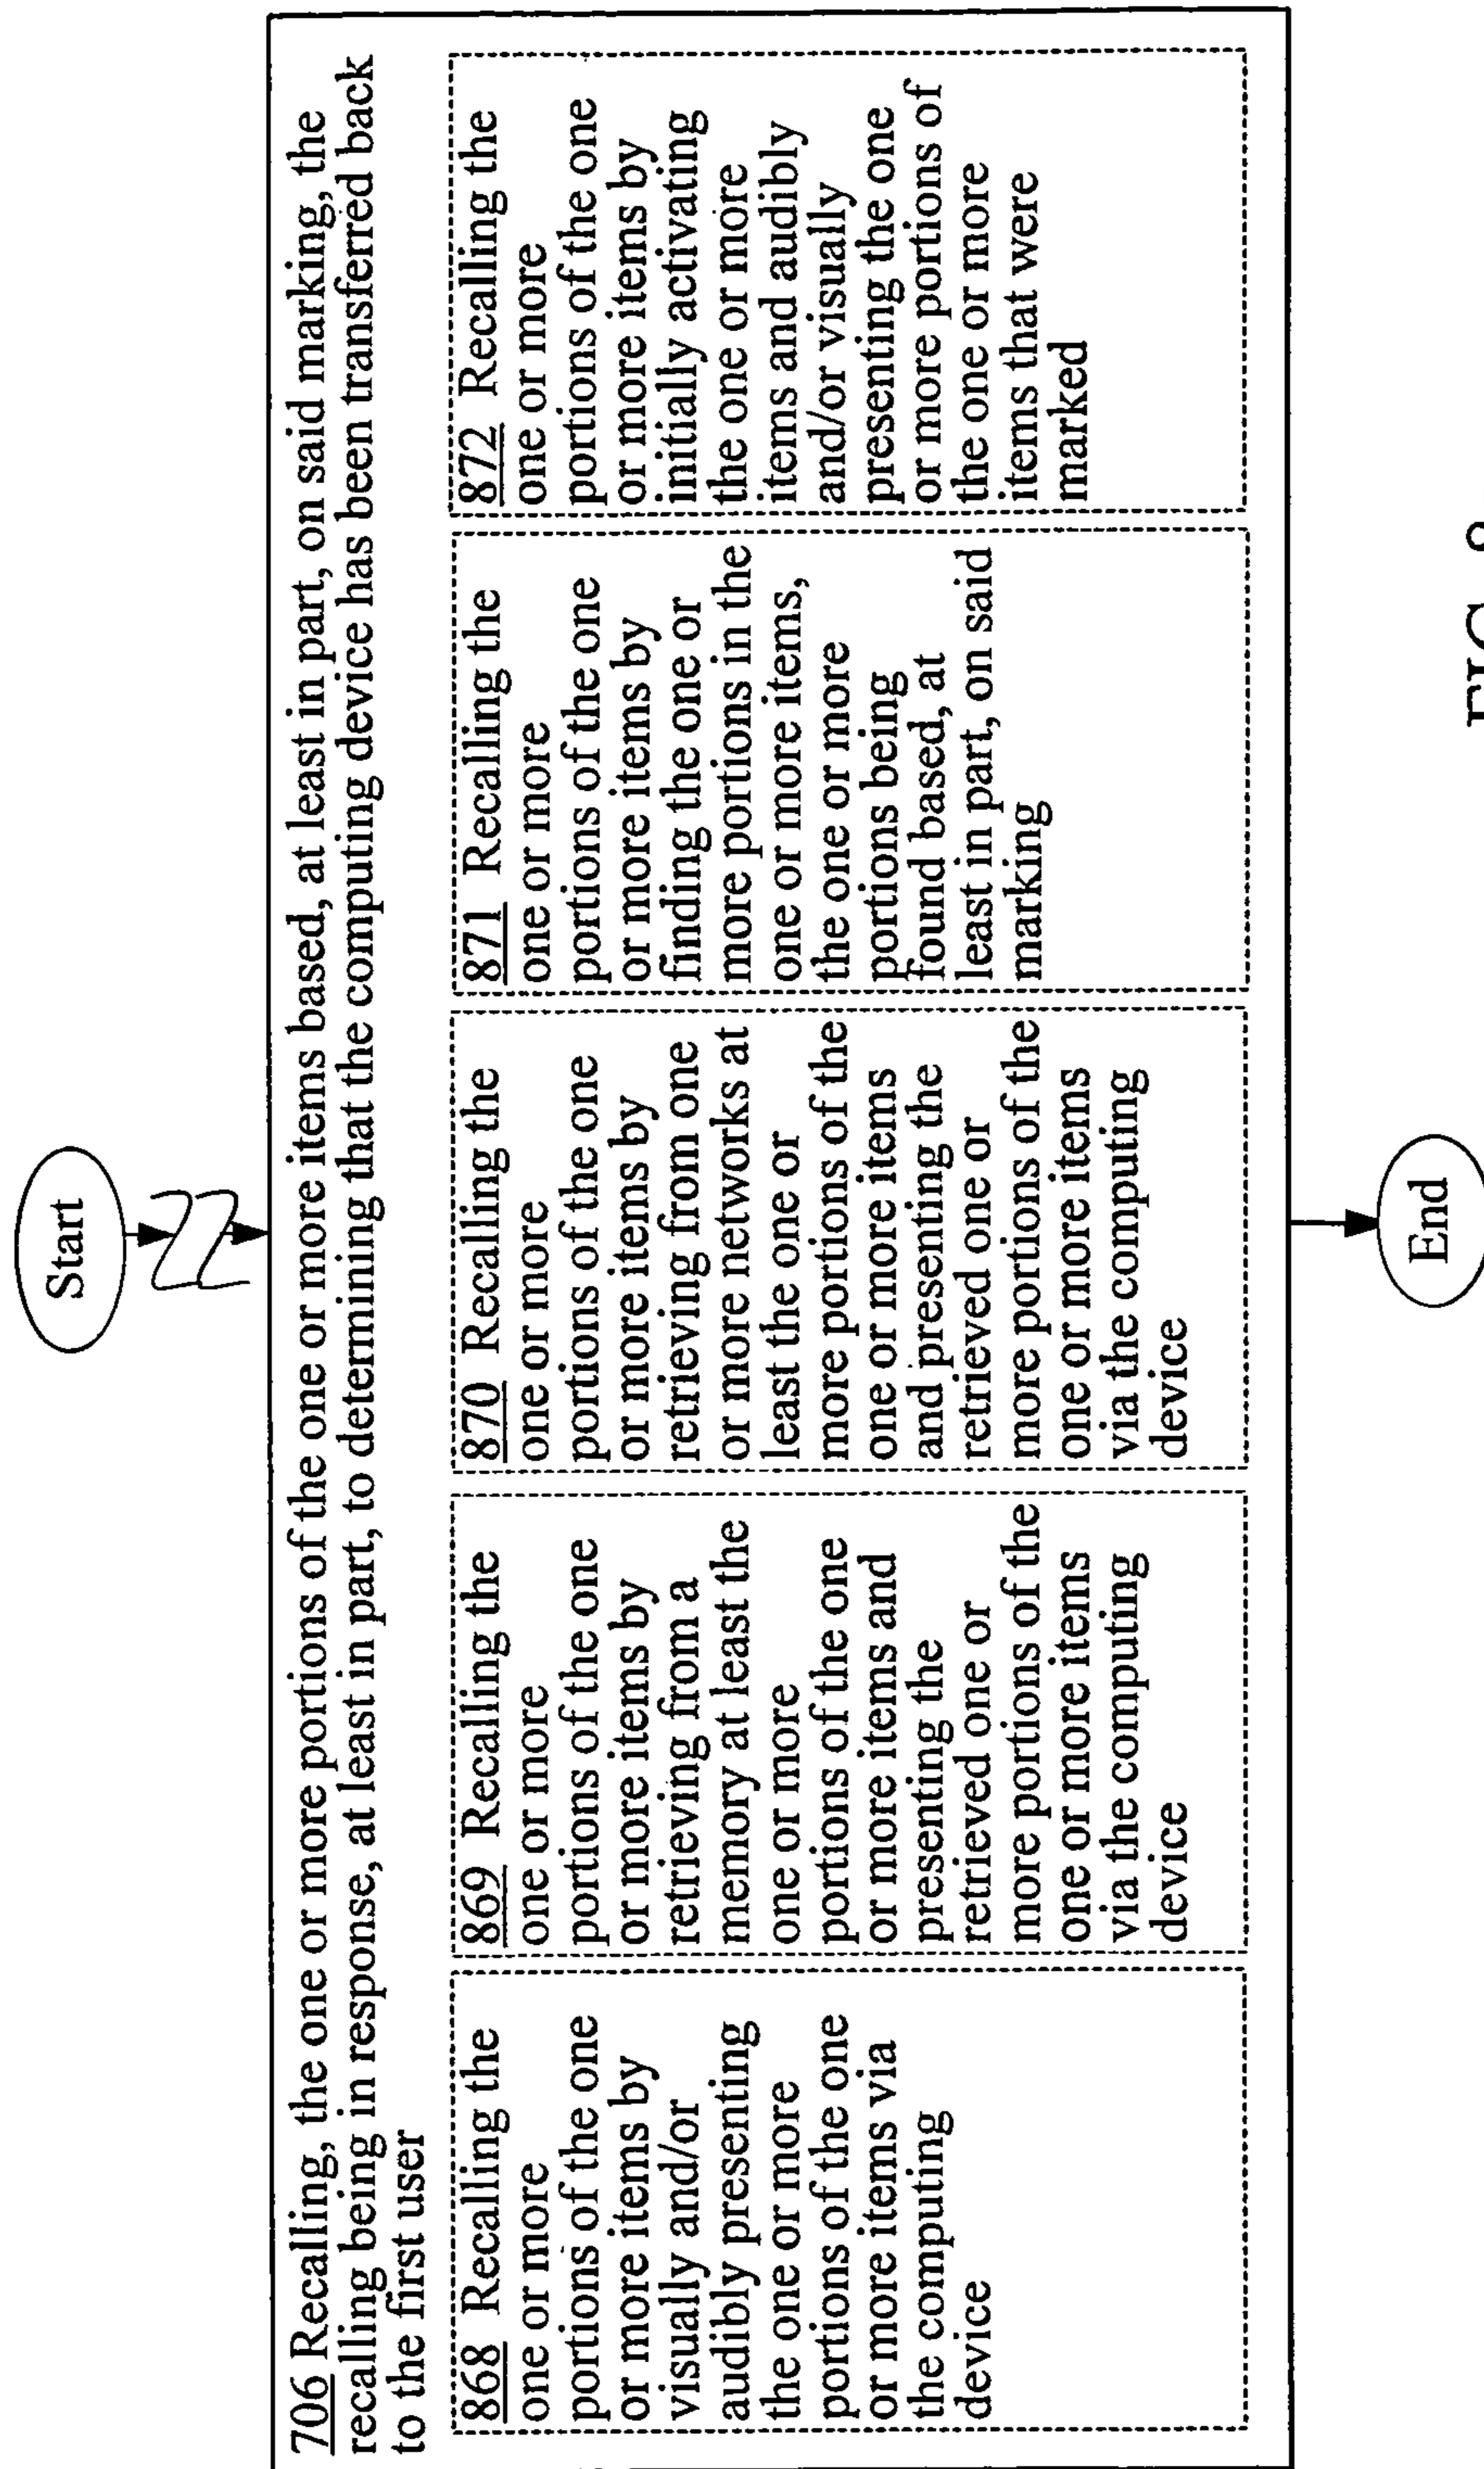 Start
706 Recalling, the one or more portions of the one or more items based, at least in part, on said marking, the
recalling being in response, at least in part, to determining that the computing device has been transferred back
to the first user
868 Recalling the
one or more
portions of the one
or more items by
visually and/or
audibly presenting
the one or more
portions of the one
or more items via
the computing
device
869 Recalling the
one or more
portions of the one
or more items by
retrieving from a
memory at least the
one or more
portions of the one
or more items and
presenting the
retrieved one or
more portions of the
one or more items
via the computing
device
870 Recalling the
one or more
portions of the one
or more items by
retrieving from one
or more networks at
least the one or
more portions of the
one or more items
and presenting the
retrieved one or
more portions of the
one or more items
via the computing
device
871 Recalling the
one or more
portions of the one
or more items by
finding the one or
more portions in the
one or more items,
the one or more
portions being
found based, at
least in part, on said
marking
872 Recalling the
one or more
portions of the one
or more items by
initially activating
the one or more
items and audibly
and/or visually
presenting the one
or more portions of
the one or more
items that were
marked
End
FIG.